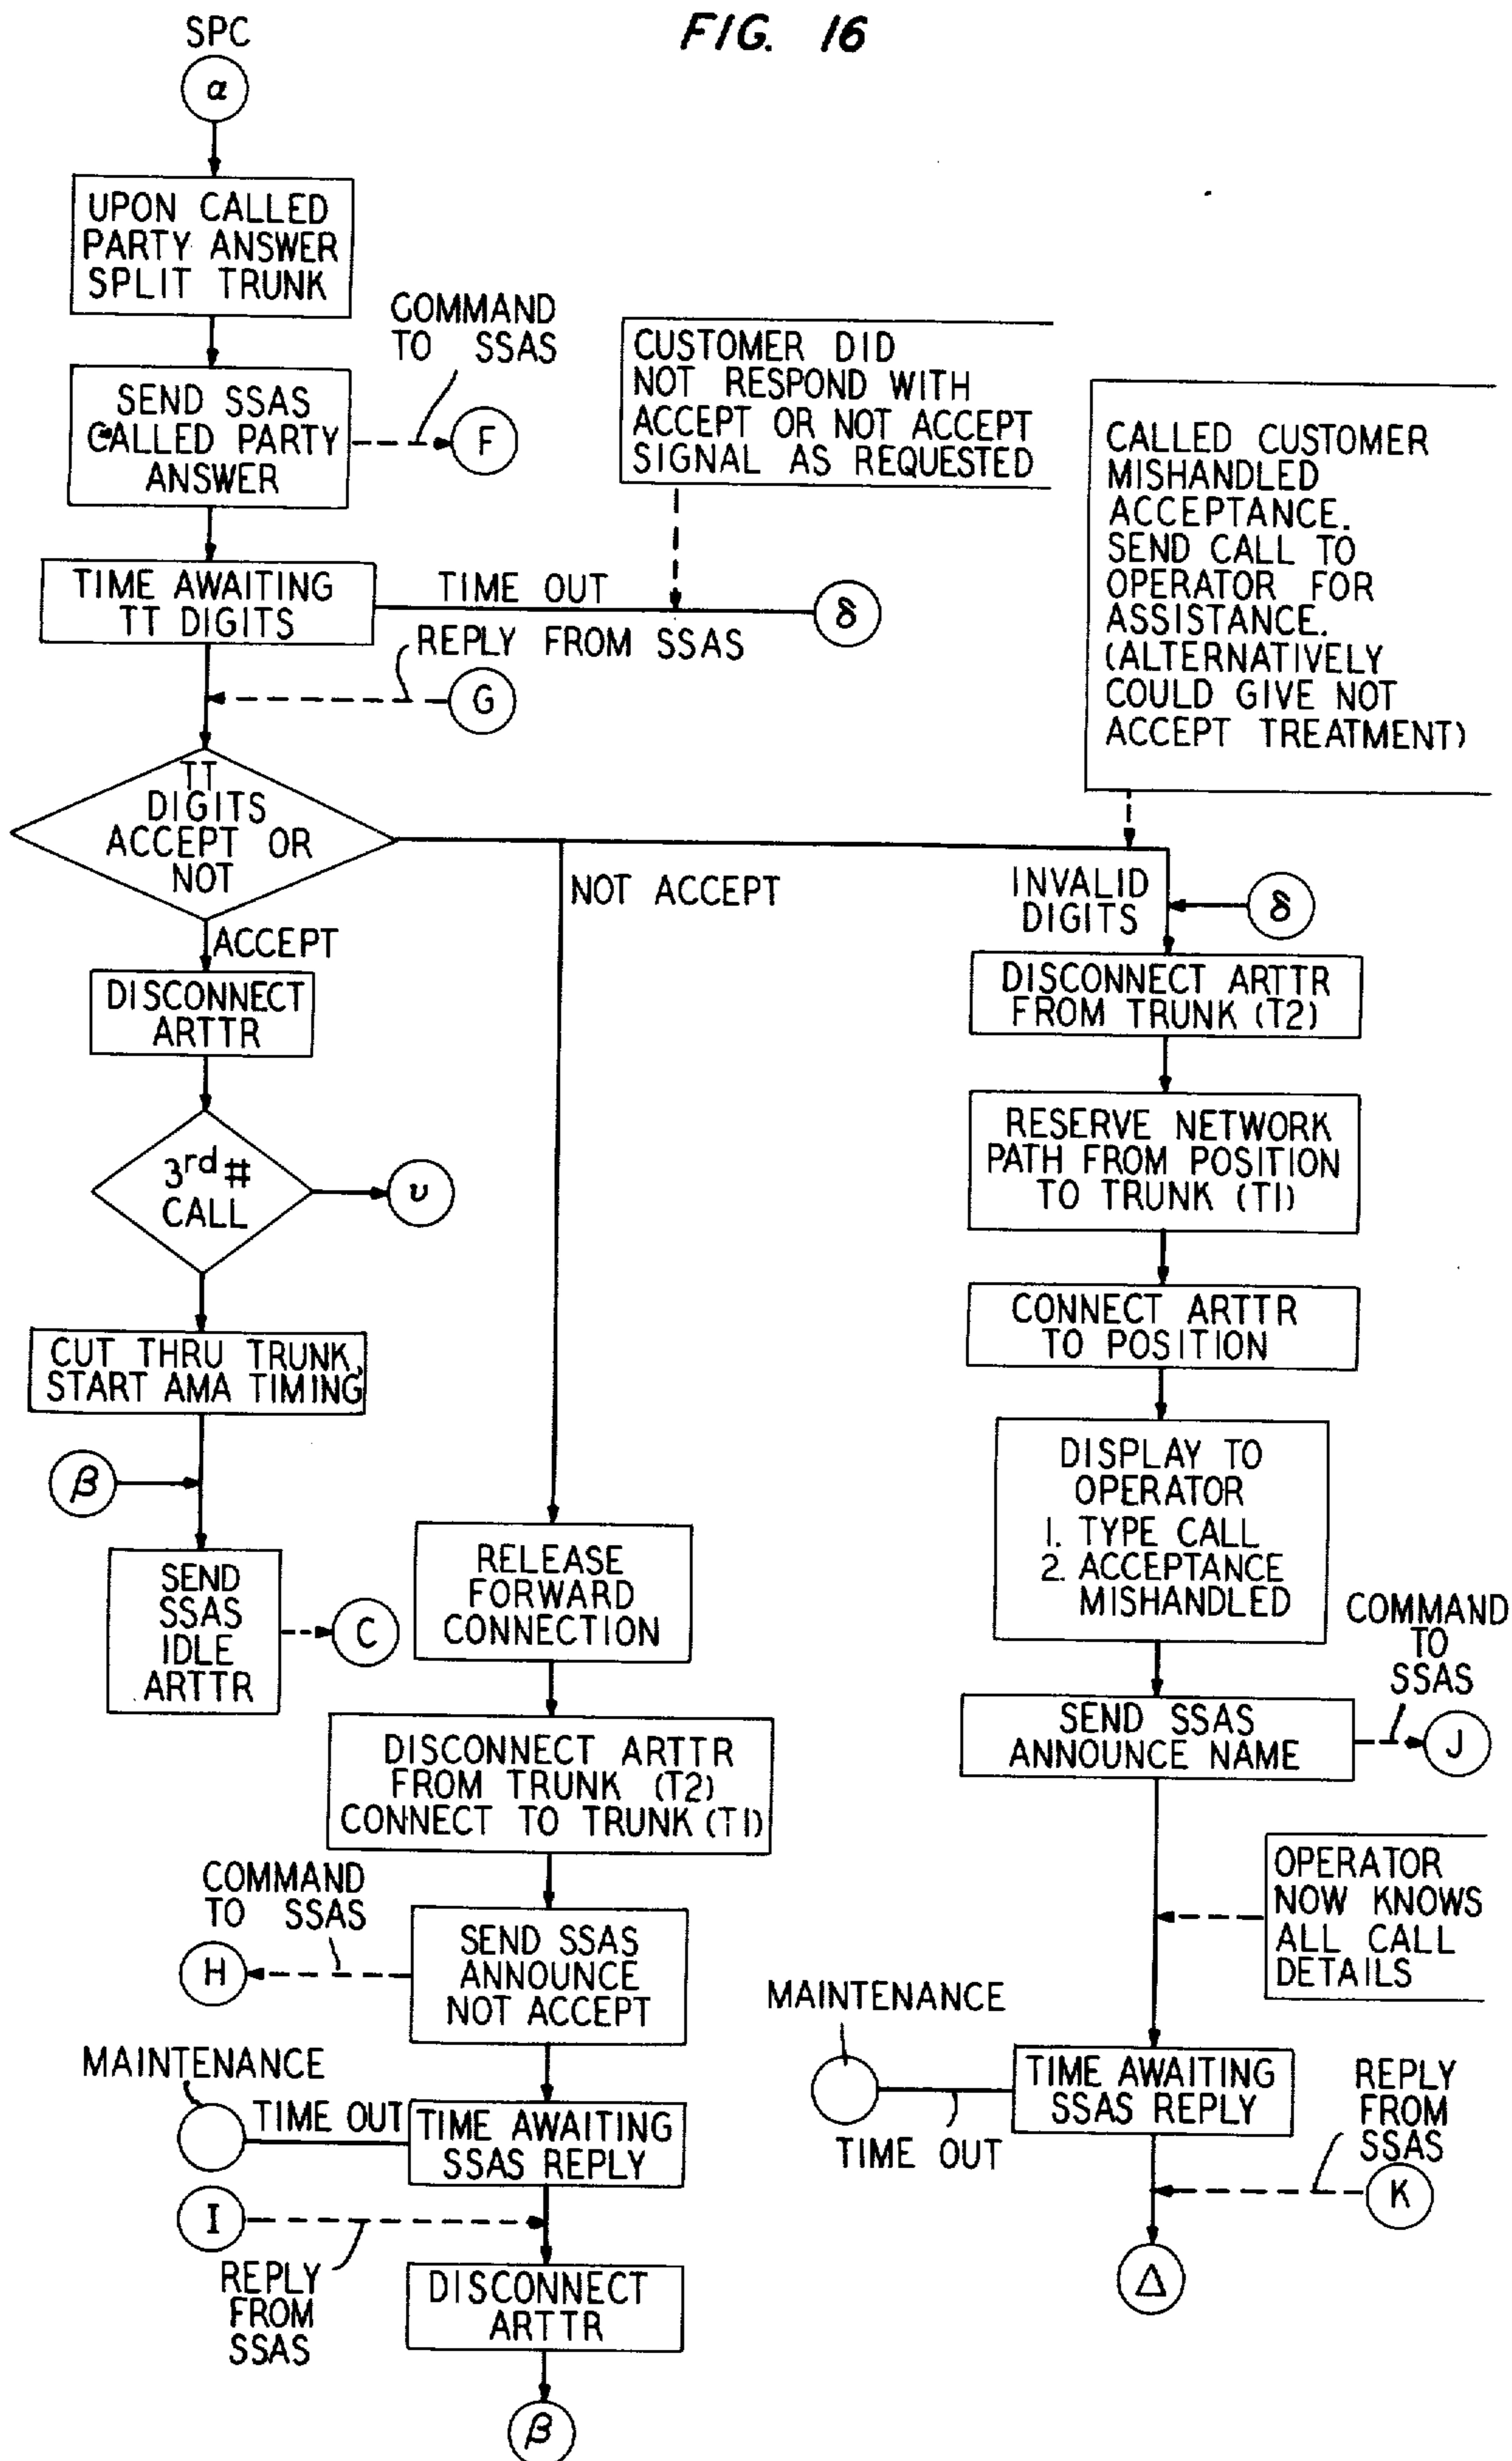 FIG. 16
SPC
α
UPON CALLED
PARTY ANSWER
SPLIT TRUNK
COMMAND
TO SSAS
SEND SSAS
CALLED PARTY
ANSWER
F
CUSTOMER DID
NOT RESPOND WITH
ACCEPT OR NOT ACCEPT
SIGNAL AS REQUESTED
CALLED CUSTOMER
MISHANDLED
ACCEPTANCE.
SEND CALL TO
OPERATOR FOR
ASSISTANCE.
(ALTERNATIVELY
COULD GIVE NOT
ACCEPT TREATMENT)
TIME AWAITING
TT DIGITS
TIME OUT
δ
REPLY FROM SSAS
G
TT
DIGITS
ACCEPT OR
NOT
NOT ACCEPT
INVALID
DIGITS
δ
ACCEPT
DISCONNECT
ARTTR
3rd #
CALL
υ
CUT THRU TRUNK,
START AMA TIMING
β
SEND
SSAS
IDLE
ARTTR
C
RELEASE
FORWARD
CONNECTION
DISCONNECT ARTTR
FROM TRUNK (T2)
CONNECT TO TRUNK (T1)
COMMAND
TO SSAS
H
SEND SSAS
ANNOUNCE
NOT ACCEPT
MAINTENANCE
TIME OUT
TIME AWAITING
SSAS REPLY
I
REPLY
FROM
SSAS
DISCONNECT
ARTTR
β
DISCONNECT ARTTR
FROM TRUNK (T2)
RESERVE NETWORK
PATH FROM POSITION
TO TRUNK (T1)
CONNECT ARTTR
TO POSITION
DISPLAY TO
OPERATOR
1. TYPE CALL
2. ACCEPTANCE
MISHANDLED
COMMAND
TO
SSAS
SEND SSAS
ANNOUNCE NAME
J
OPERATOR
NOW KNOWS
ALL CALL
DETAILS
MAINTENANCE
TIME OUT
TIME AWAITING
SSAS REPLY
REPLY
FROM
SSAS
K
Δ